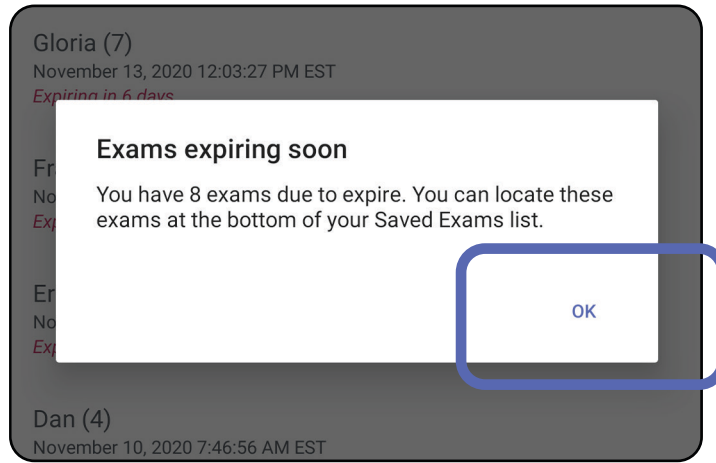 Gloria (7)
November 13, 2020 12:03:27 PM EST
Expiring in 6 days
Exams expiring soon
You have 8 exams due to expire. You can locate these
exams at the bottom of your Saved Exams list.
OK
Dan (4)
November 10, 2020 7:46:56 AM EST